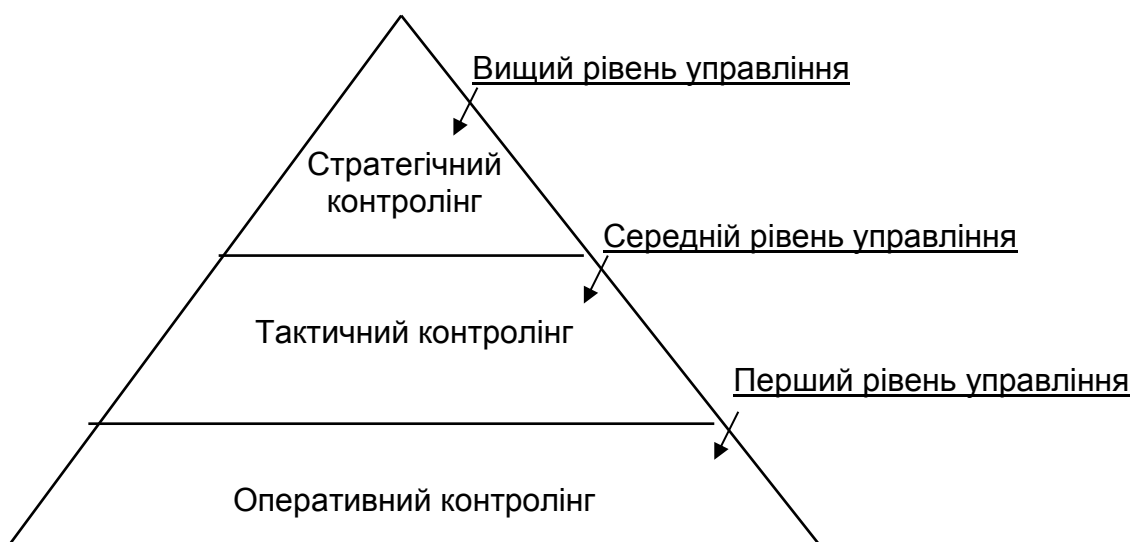 Вищий рівень управління
Стратегічний
контролінг
Середній рівень управління
Тактичний контролінг
Перший рівень управління
Оперативний контролінг